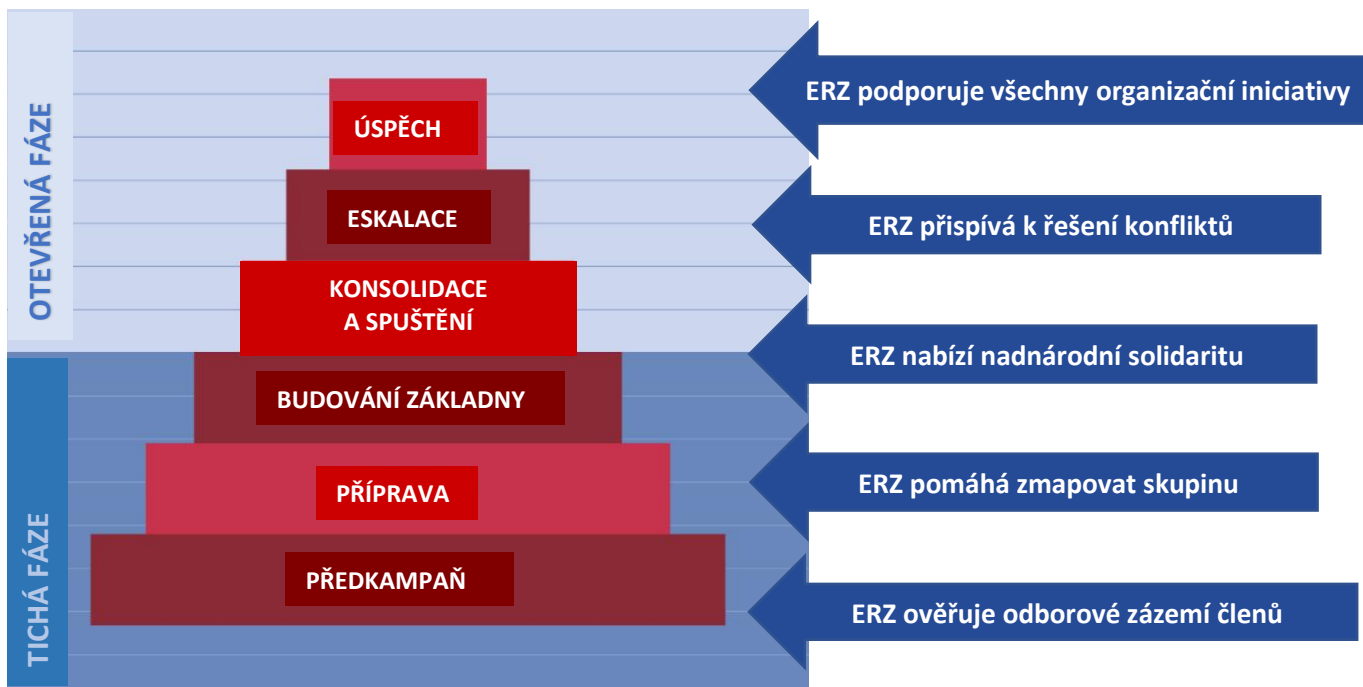 OTEVŘENÁ FÁZE
ÚSPĚCH
ESKALACE
KONSOLIDACE
A SPUŠTĚNÍ
TICHÁ FÁZE
BUDOVÁNÍ ZÁKLADNY
PŘÍPRAVA
PŘEDKAMPAŇ
ERZ podporuje všechny organizační iniciativy
ERZ přispívá k řešení konfliktů
ERZ nabízí nadnárodní solidaritu
ERZ pomáhá zmapovat skupinu
ERZ ověřuje odborové zázemí členů